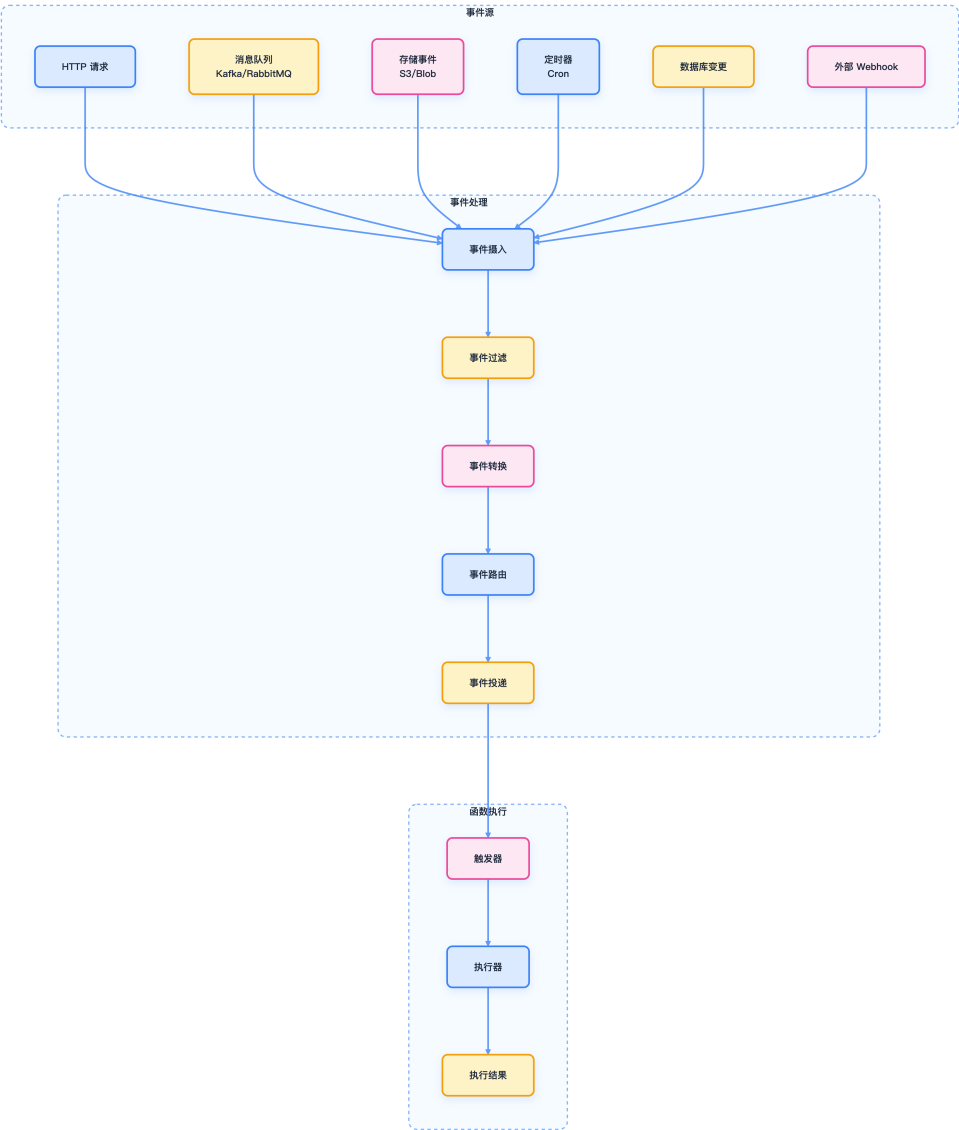 事件源
HTTP 请求
消息队列
Kafka/RabbitMQ
存储事件
S3/Blob
定时器
Cron
数据库变更
外部 Webhook
事件处理
事件摄入
事件过滤
事件转换
事件路由
事件投递
函数执行
触发器
执行器
执行结果